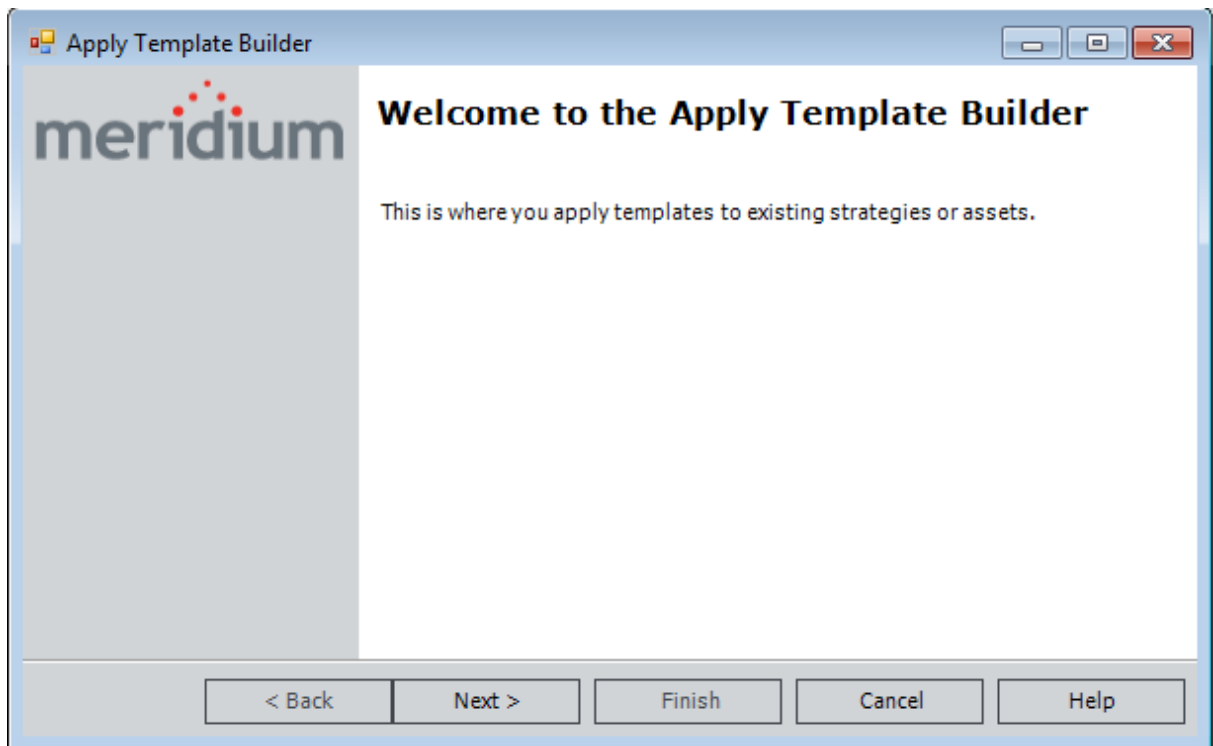 Apply Template Builder
meridium
Welcome to the Apply Template Builder
This is where you apply templates to existing strategies or assets.
< Back Next > Finish Cancel Help